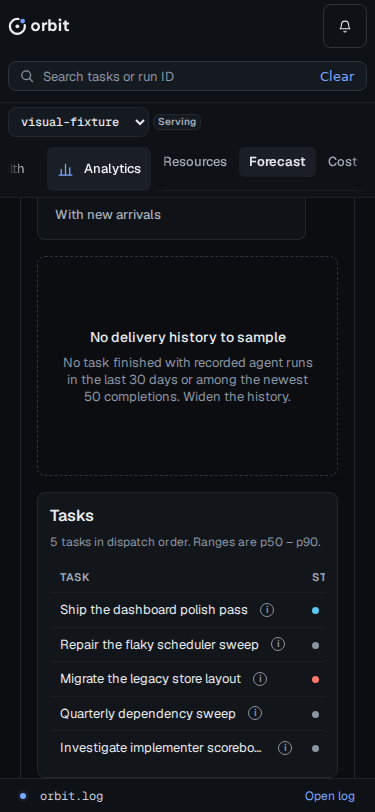 orbit
Search tasks or run ID Clear
visual-fixture Serving
lth Analytics Resources Forecast Cost
With new arrivals
No delivery history to sample
No task finished with recorded agent runs
in the last 30 days or among the newest
50 completions. Widen the history.
Tasks
5 tasks in dispatch order. Ranges are p50 – p90.
TASK ST
Ship the dashboard polish pass
Repair the flaky scheduler sweep
Migrate the legacy store layout
Quarterly dependency sweep
Investigate implementer scorebo...
orbit.log Open log